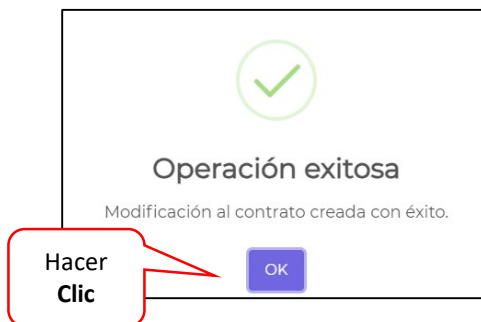 Operación exitosa
Modificación al contrato creada con éxito.
OK
Hacer
Clic